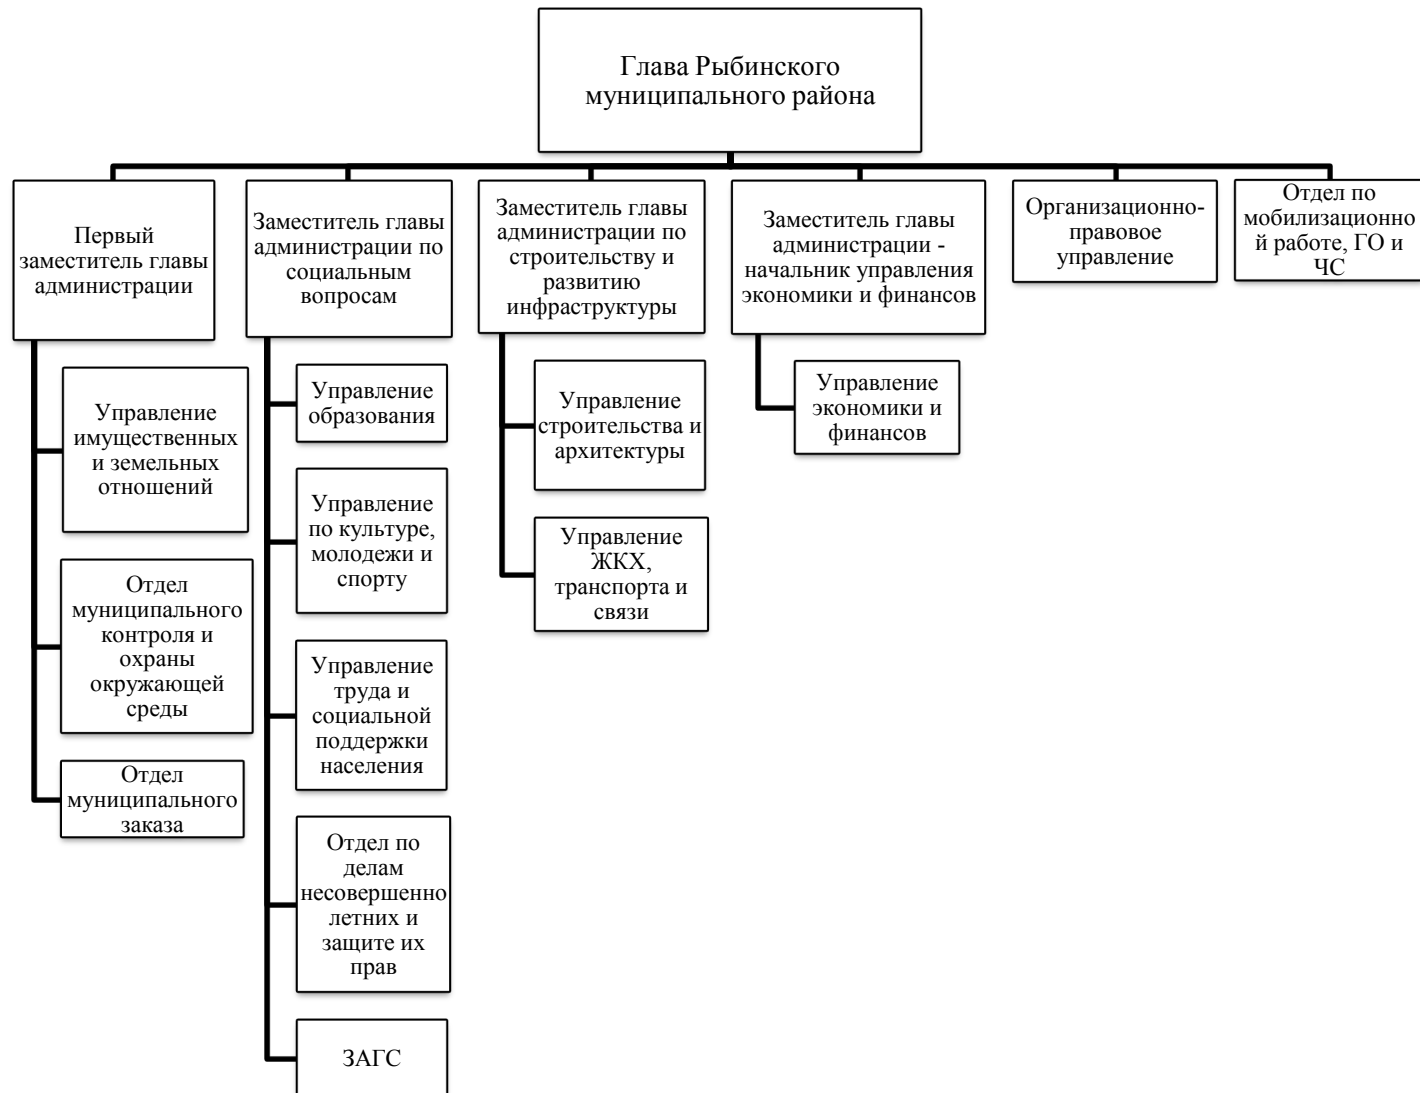 Глава Рыбинского
муниципального района
Первый
заместитель главы
администрации
Заместитель главы
администрации по
социальным
вопросам
Заместитель главы
администрации по
строительству и
развитию
инфраструктуры
Заместитель главы
администрации -
начальник управления
экономики и финансов
Организационно-
правовое
управление
Отдел по
мобилизационно
й работе, ГО и
ЧС
Управление
имущественных
и земельных
отношений
Отдел
муниципального
контроля и
охраны
окружающей
среды
Отдел
муниципального
заказа
Управление
образования
Управление
по культуре,
молодежи и
спорту
Управление
труда и
социальной
поддержки
населения
Отдел по
делам
несовершенно
летних и
защите их
прав
ЗАГС
Управление
строительства и
архитектуры
Управление
ЖКХ,
транспорта и
связи
Управление
экономики и
финансов